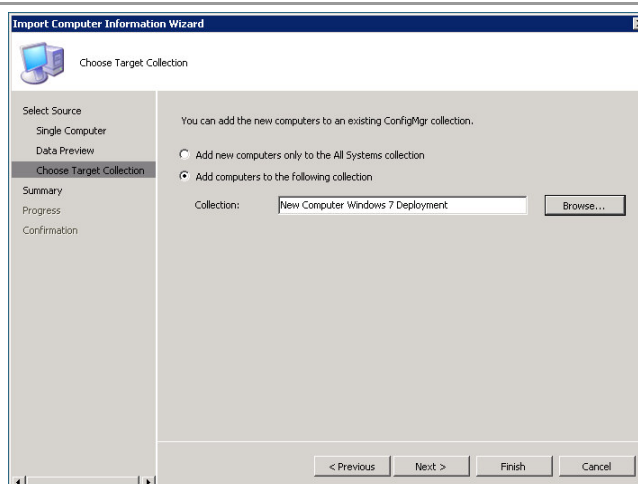 Import Computer Information Wizard
Choose Target Collection
Select Source
Single Computer
Data Preview
Choose Target Collection
Summary
Progress
Confirmation
You can add the new computers to an existing ConfigMgr collection.
Add new computers only to the All Systems collection
Add computers to the following collection
Collection: New Computer Windows 7 Deployment Browse...
< Previous Next > Finish Cancel